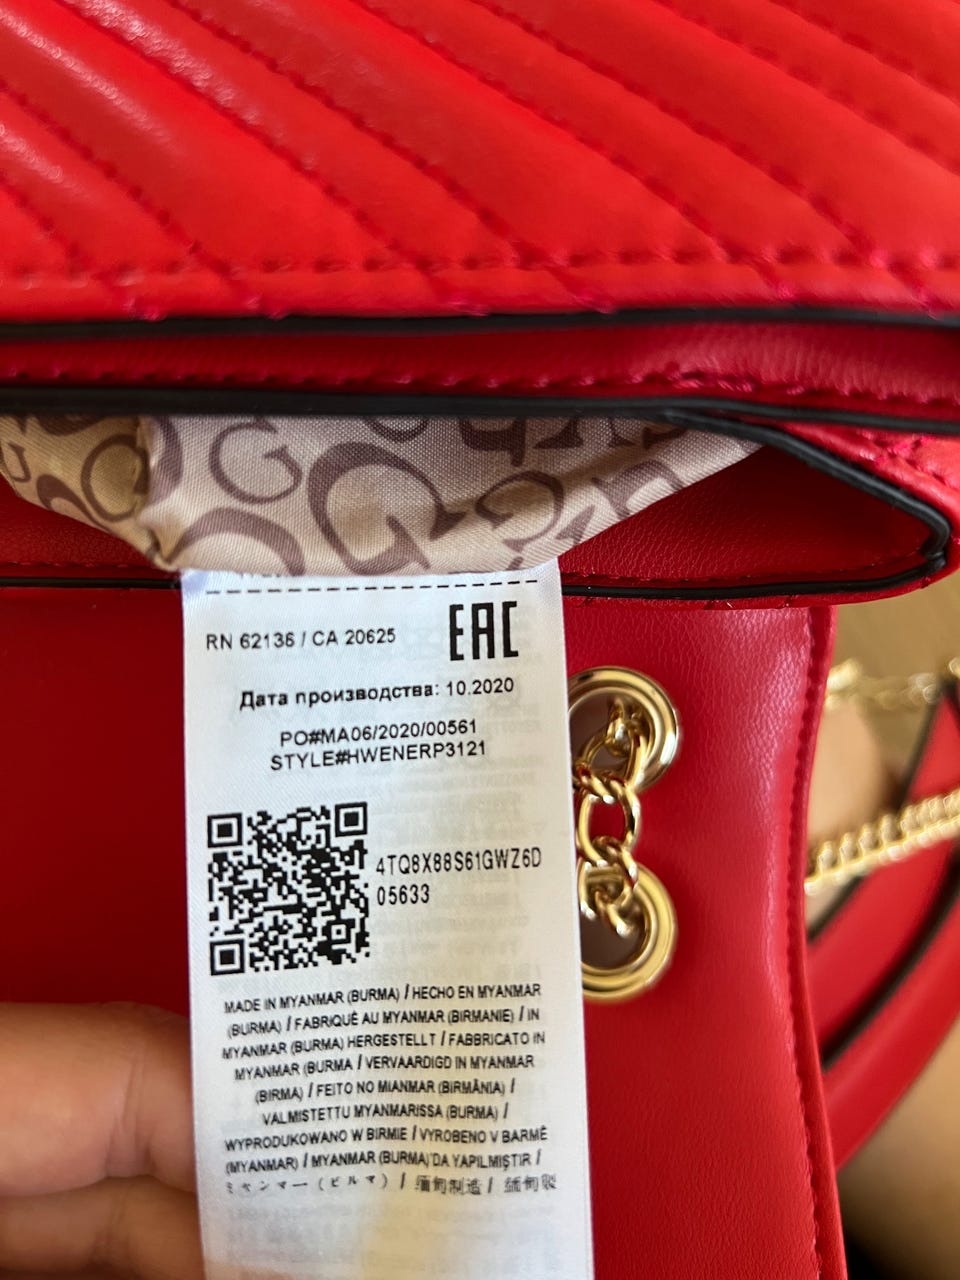 RN 62136 / CA 20625
EAC
Дата производства: 10.2020
PO#MA06/2020/00561
STYLE#HWENERP3121
4TQ8X88S61GWZ6D
05633
MADE IN MYANMAR (BURMA) / HECHO EN MYANMAR
(BURMA) / FABRIQUÉ AU MYANMAR (BIRMANIE) / IN
MYANMAR (BURMA) HERGESTELLT / FABBRICATO IN
MYANMAR (BURMA / VERVAARDIGD IN MYANMAR
(BIRMA) / FEITO NO MIANMAR (BIRMÂNIA) /
VALMISTETTU MYANMARISSA (BURMA) /
WYPRODUKOWANO W BIRMIE / VYROBENO V BARMĚ
(MYANMAR) / MYANMAR (BURMA)'DA YAPILMIŞTIR /
ミャンマー (ビルマ) / 缅甸制造 / 緬甸製